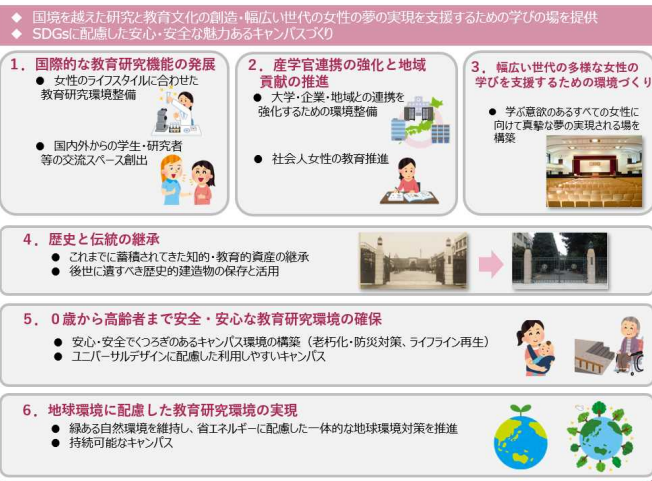 ◆ 国境を越えた研究と教育文化の創造・幅広い世代の女性の夢の実現を支援するための学びの場を提供
◆ SDGsに配慮した安心・安全な魅力あるキャンパスづくり
1．国際的な教育研究機能の発展
● 女性のライフスタイルに合わせた
教育研究環境整備
● 国内外からの学生・研究者
等の交流スペース創出
2．産学官連携の強化と地域
貢献の推進
● 大学・企業・地域との連携を
強化するための環境整備
● 社会人女性の教育推進
3．幅広い世代の多様な女性の
学びを支援するための環境づくり
● 学ぶ意欲のあるすべての女性に
向けて真摯な夢の実現される場を
構築
4．歴史と伝統の継承
● これまでに蓄積されてきた知的・教育的資産の継承
● 後世に遺すべき歴史的建造物の保存と活用
5．０歳から高齢者まで安全・安心な教育研究環境の確保
● 安心・安全でくつろぎのあるキャンパス環境の構築（老朽化・防災対策、ライフライン再生）
● ユニバーサルデザインに配慮した利用しやすいキャンパス
6．地球環境に配慮した教育研究環境の実現
● 緑ある自然環境を維持し、省エネルギーに配慮した一体的な地球環境対策を推進
● 持続可能なキャンパス